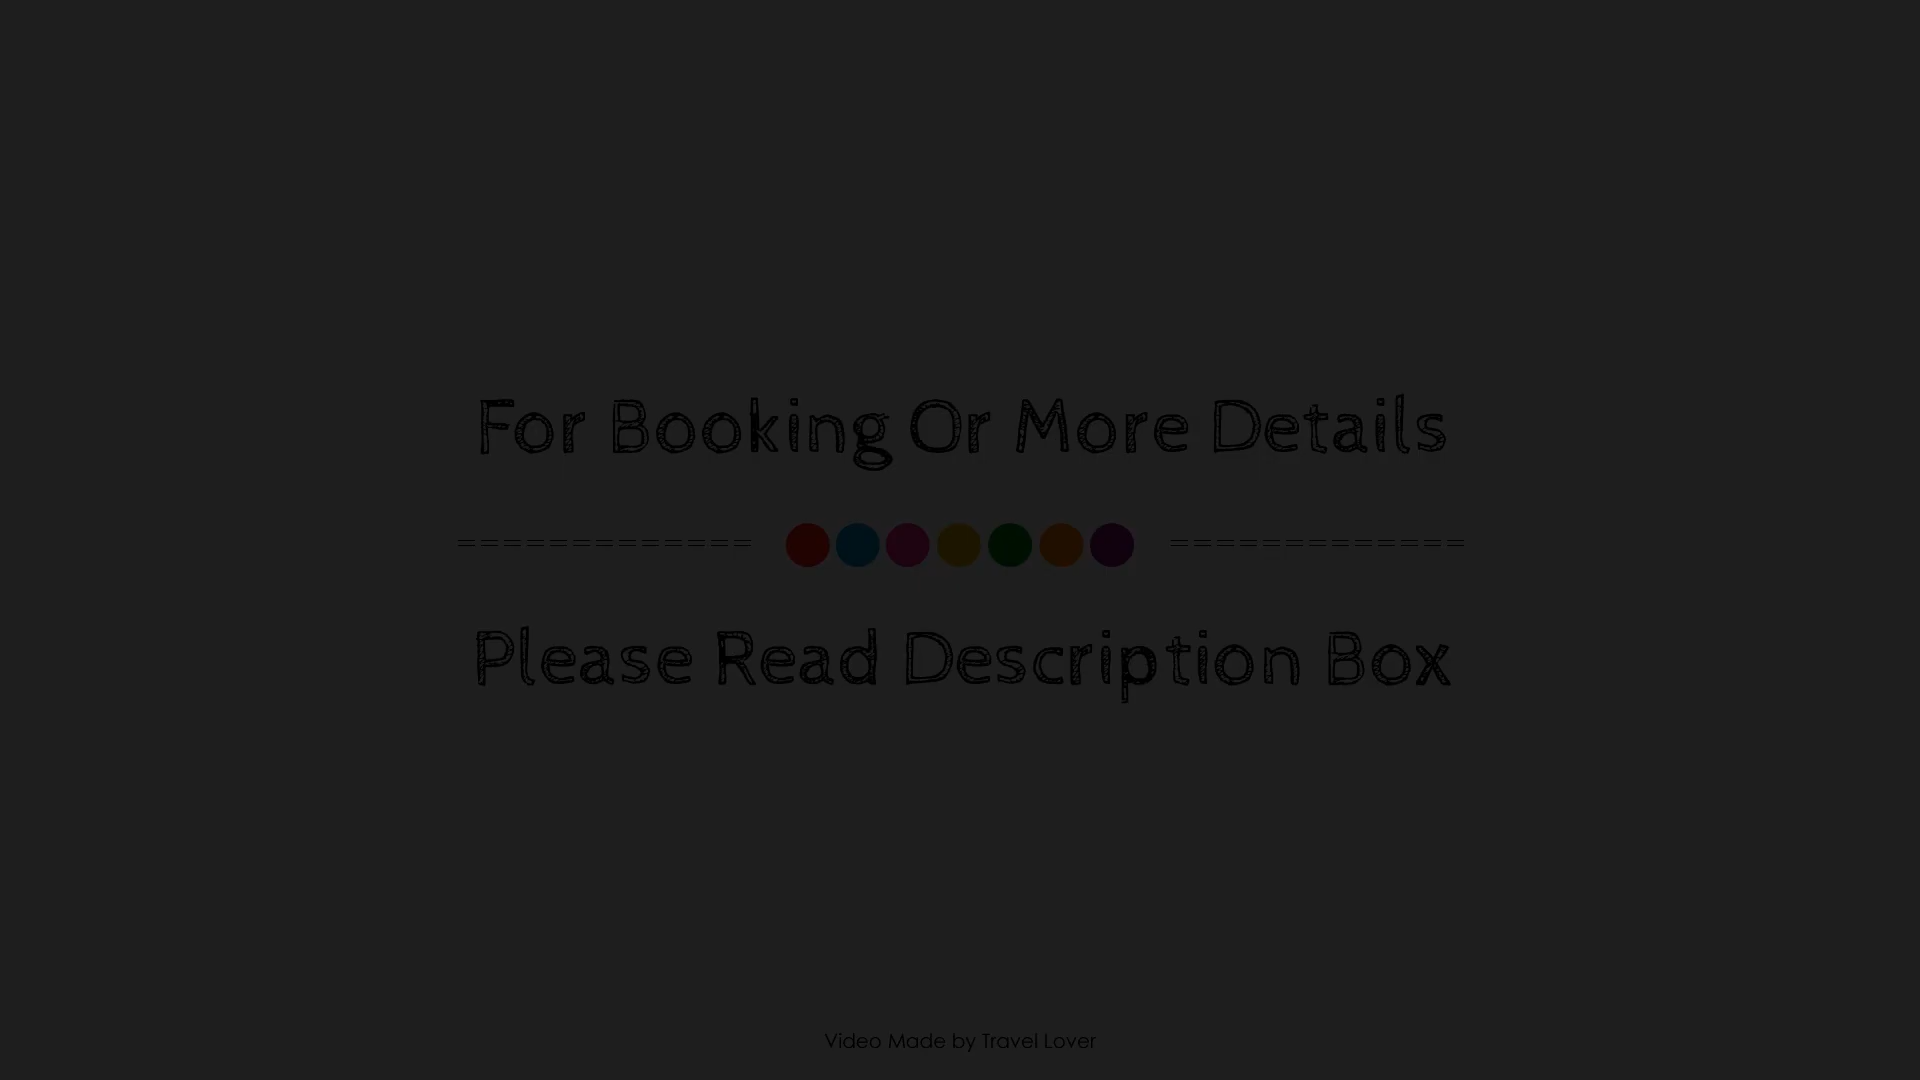 For Booking Or More Details
============= =============
Please Read Description Box
Video Made by Travel Lover